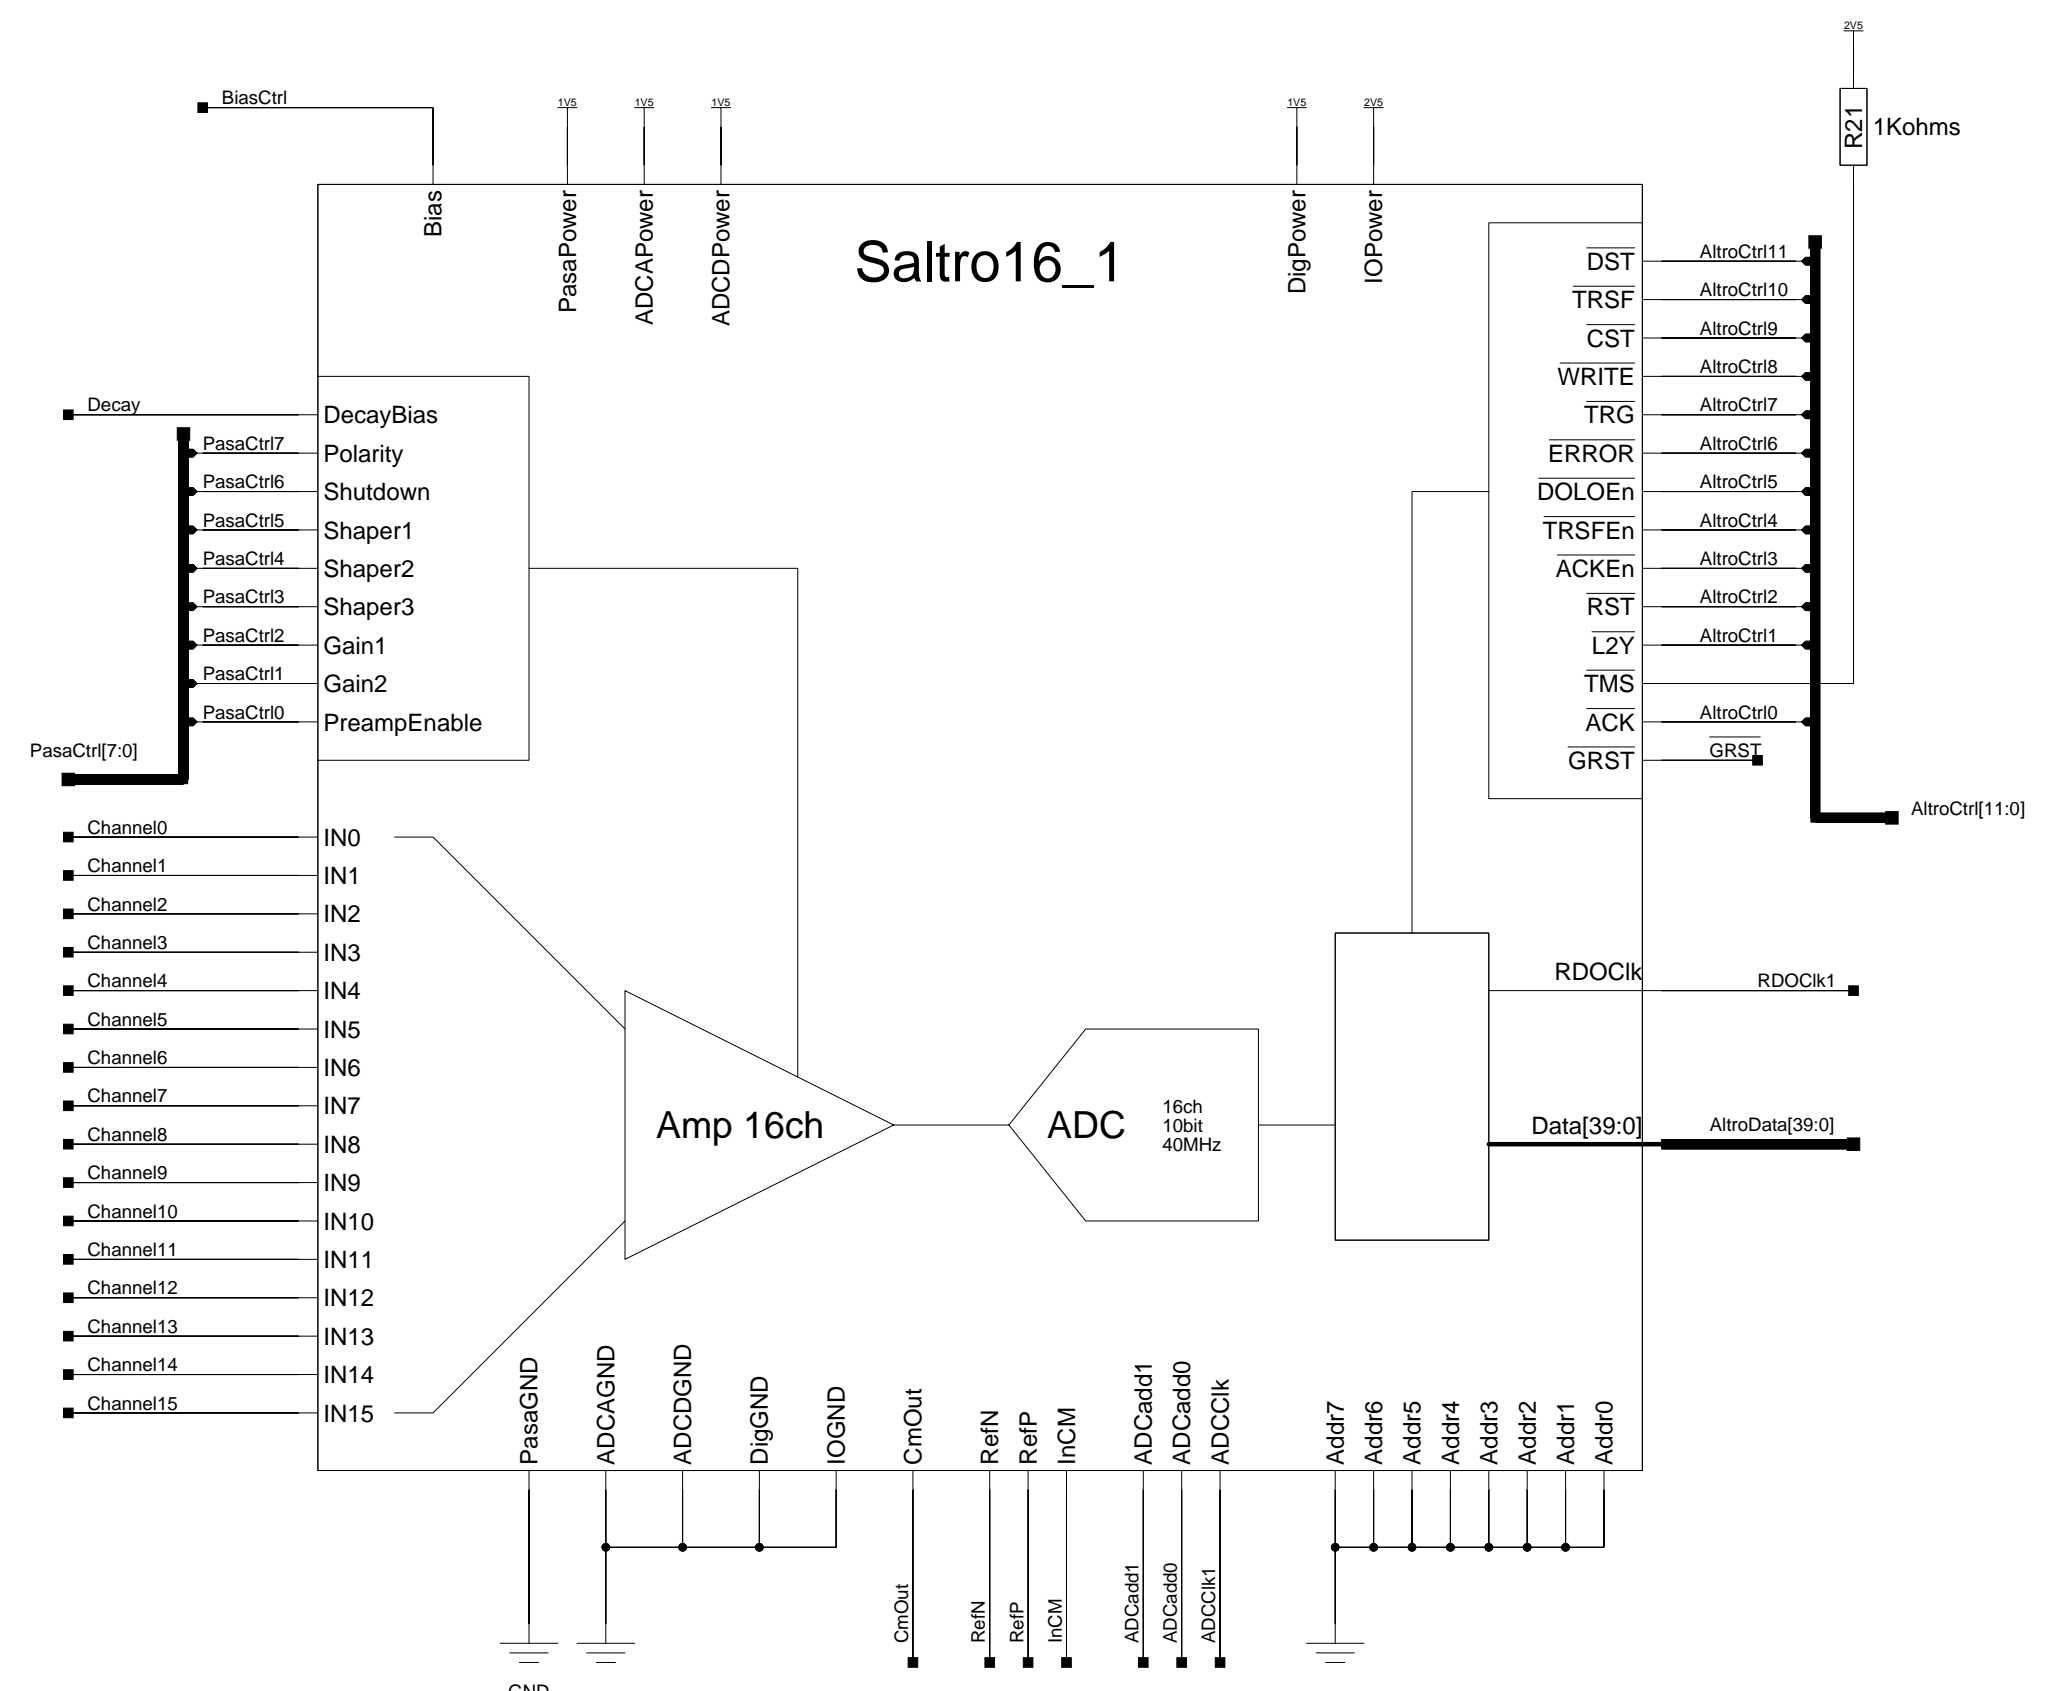 2V5
BiasCtrl
1V5
1V5
1V5
1V5
2V5
R21
1Kohms
Bias
PasaPower
ADCAPower
ADCDPower
Saltro16_1
DigPower
IOPower
DST
AltroCtrl11
TRSF
AltroCtrl10
CST
AltroCtrl9
WRITE
AltroCtrl8
Decay
DecayBias
TRG
AltroCtrl7
PasaCtrl7
Polarity
ERROR
AltroCtrl6
PasaCtrl6
Shutdown
DOLOEn
AltroCtrl5
PasaCtrl5
Shaper1
TRSFEn
AltroCtrl4
PasaCtrl4
Shaper2
ACKEn
AltroCtrl3
PasaCtrl3
Shaper3
RST
AltroCtrl2
PasaCtrl2
Gain1
L2Y
AltroCtrl1
PasaCtrl1
Gain2
TMS
PasaCtrl0
PreampEnable
ACK
AltroCtrl0
PasaCtrl[7:0]
GRST
GRST
AltroCtrl[11:0]
Channel0
IN0
Channel1
IN1
Channel2
IN2
Channel3
IN3
Channel4
IN4
RDOClk
RDOClk1
Channel5
IN5
Channel6
IN6
Channel7
IN7
Amp 16ch
ADC
16ch
10bit
40MHz
Data[39:0]
AltroData[39:0]
Channel8
IN8
Channel9
IN9
Channel10
IN10
Channel11
IN11
Channel12
IN12
Channel13
IN13
Channel14
IN14
Channel15
IN15
PasaGND
ADCAGND
ADCDGND
DigGND
IOGND
CmOut
RefN
RefP
InCM
ADCadd1
ADCadd0
ADCClk
Addr7
Addr6
Addr5
Addr4
Addr3
Addr2
Addr1
Addr0
CmOut
RefN
RefP
InCM
ADCadd1
ADCadd0
ADCClk1
GND